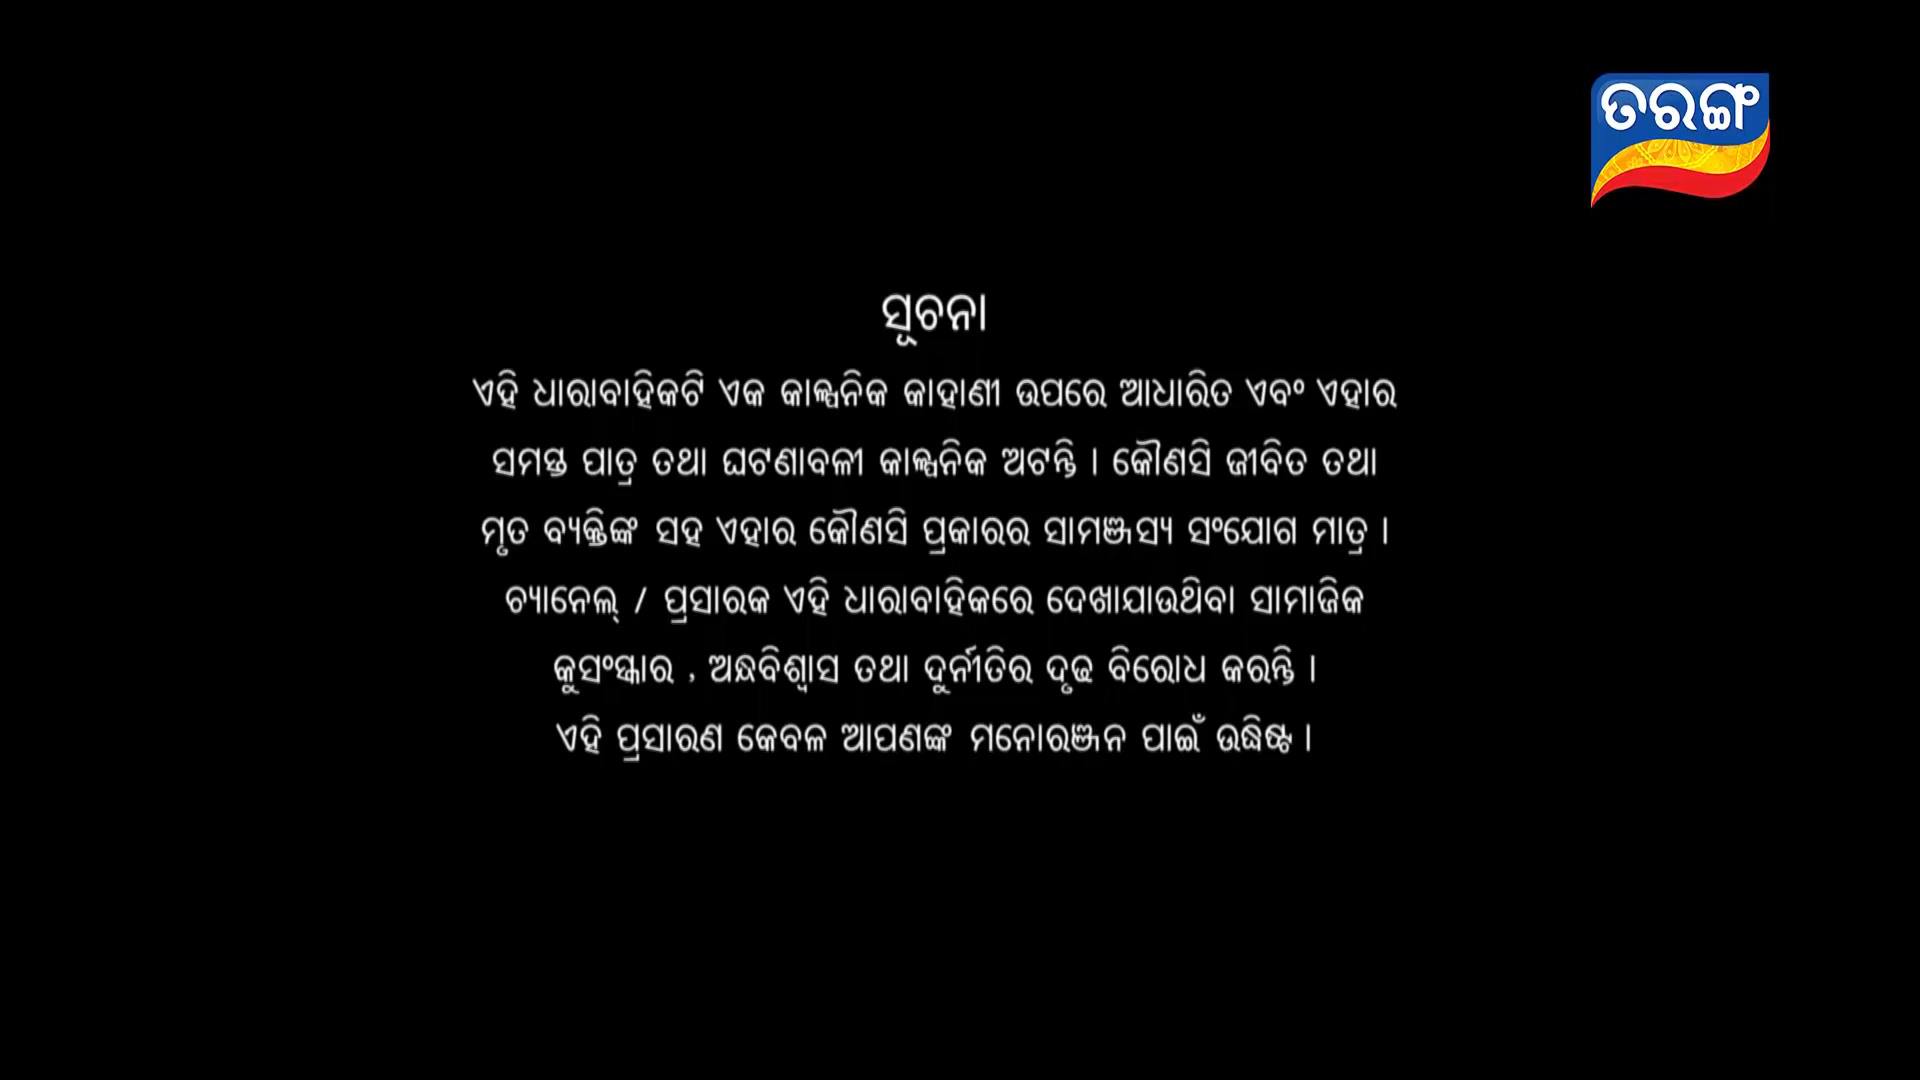 ତରଙ୍ଗ
ସୂଚନା
ଏହି ଧାରାବାହିକଟି ଏକ କାଳ୍ପନିକ କାହାଣୀ ଉପରେ ଆଧାରିତ ଏବଂ ଏହାର
ସମସ୍ତ ପାତ୍ର ତଥା ଘଟଣାବଳୀ କାଳ୍ପନିକ ଅଟନ୍ତି । କୌଣସି ଜୀବିତ ତଥା
ମୃତ ବ୍ୟକ୍ତିଙ୍କ ସହ ଏହାର କୌଣସି ପ୍ରକାରର ସାମଞ୍ଜସ୍ୟ ସଂଯୋଗ ମାତ୍ର ।
ଚ୍ୟାନେଲ୍ / ପ୍ରସାରକ ଏହି ଧାରାବାହିକରେ ଦେଖାଯାଉଥିବା ସାମାଜିକ
କୁସଂସ୍କାର , ଅନ୍ଧବିଶ୍ୱାସ ତଥା ଦୁର୍ନୀତିର ଦୃଢ ବିରୋଧ କରନ୍ତି ।
ଏହି ପ୍ରସାରଣ କେବଳ ଆପଣଙ୍କ ମନୋରଞ୍ଜନ ପାଇଁ ଉଦ୍ଧିଷ୍ଟ ।